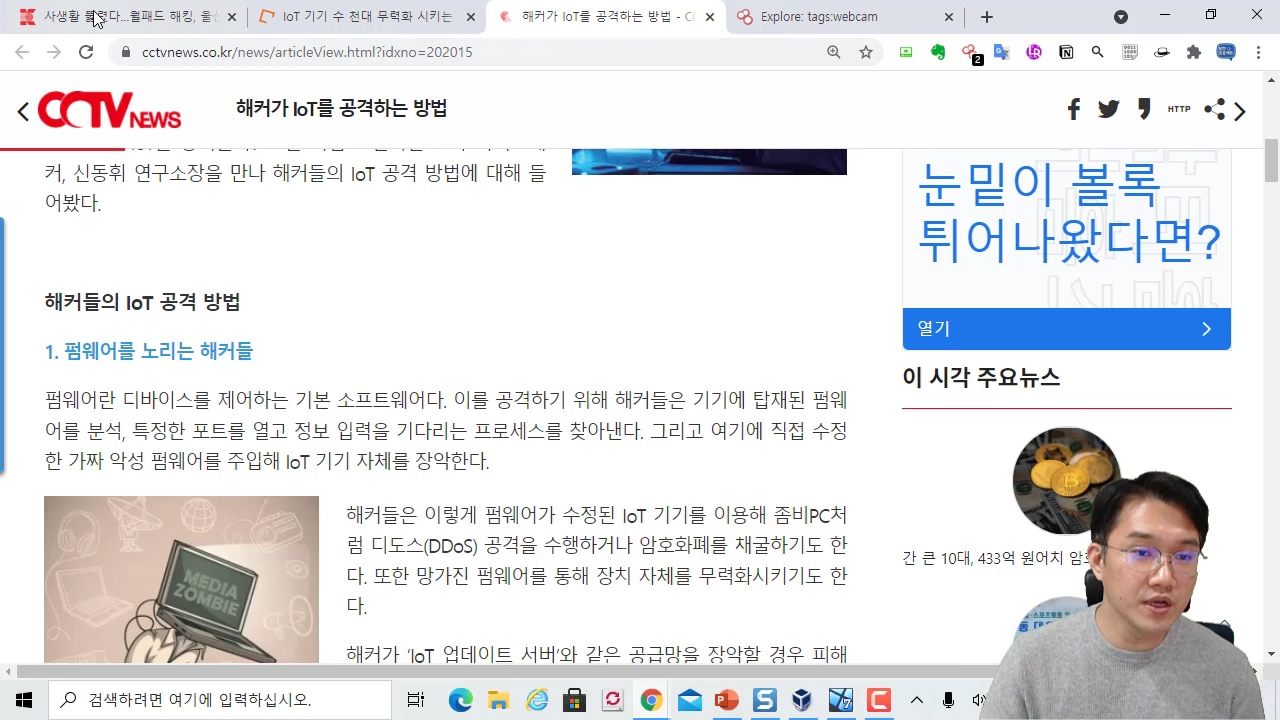 사생활 뚫렸다...월패드 해킹, 출신
IoT 기기 수 천대 무력화 시키는
해커가 IoT를 공격하는 방법 - CC
Explore: tags:webcam
cctvnews.co.kr/news/articleView.html?idxno=202015
2
CCTV NEWS
해커가 IoT를 공격하는 방법
HTTP
커, 신동휘 연구소장을 만나 해커들의 IoT 공격 방법에 대해 들
어봤다.
눈밑이 볼록
튀어나왔다면?
열기
해커들의 IoT 공격 방법
1. 펌웨어를 노리는 해커들
펌웨어란 디바이스를 제어하는 기본 소프트웨어다. 이를 공격하기 위해 해커들은 기기에 탑재된 펌웨
어를 분석, 특정한 포트를 열고 정보 입력을 기다리는 프로세스를 찾아낸다. 그리고 여기에 직접 수정
한 가짜 악성 펌웨어를 주입해 IoT 기기 자체를 장악한다.
이 시각 주요뉴스
간 큰 10대, 433억 원어치 암
MEDIA
ZOMBIE
해커들은 이렇게 펌웨어가 수정된 IoT 기기를 이용해 좀비PC처
럼 디도스(DDoS) 공격을 수행하거나 암호화폐를 채굴하기도 한
다. 또한 망가진 펌웨어를 통해 장치 자체를 무력화시키기도 한
다.
해커가 'IoT 업데이트 서버'와 같은 공급망을 장악할 경우 피해
검색하려면 여기에 입력하십시오.